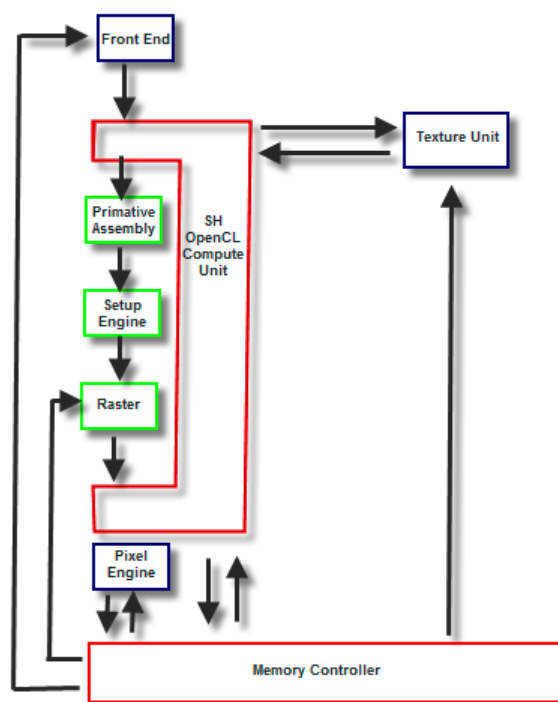 Front End
Texture Unit
Primative
Assembly
SH
OpenCL
Compute
Unit
Setup
Engine
Raster
Pixel
Engine
Memory Controller